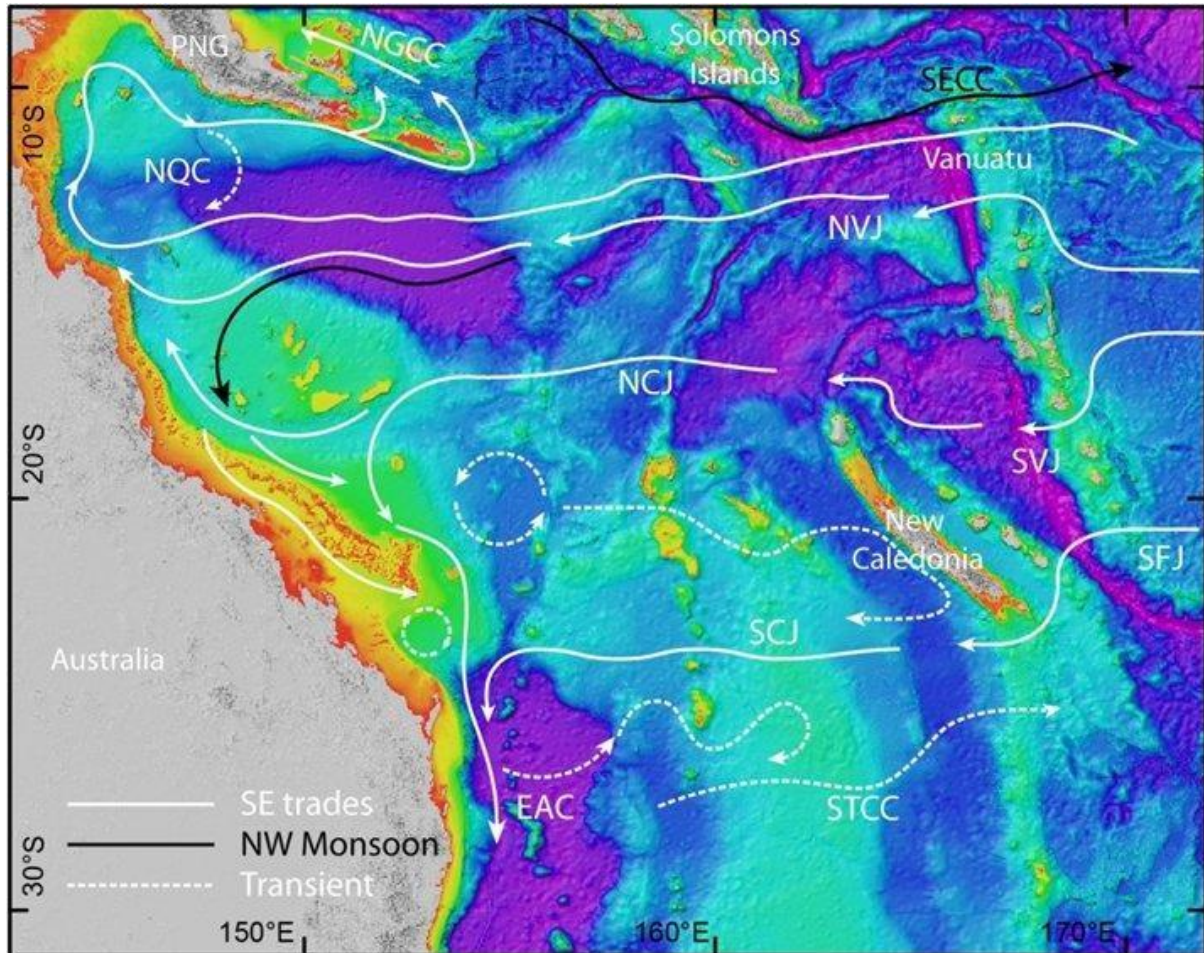 PNG
NGCC
Solomons
Islands
SECC
10°S
NQC
Vanuatu
NVJ
NCJ
20°S
SVJ
New
Caledonia
SFJ
SCJ
Australia
SE trades
EAC
STCC
NW Monsoon
Transient
30°S
150°E
160°E
170°E